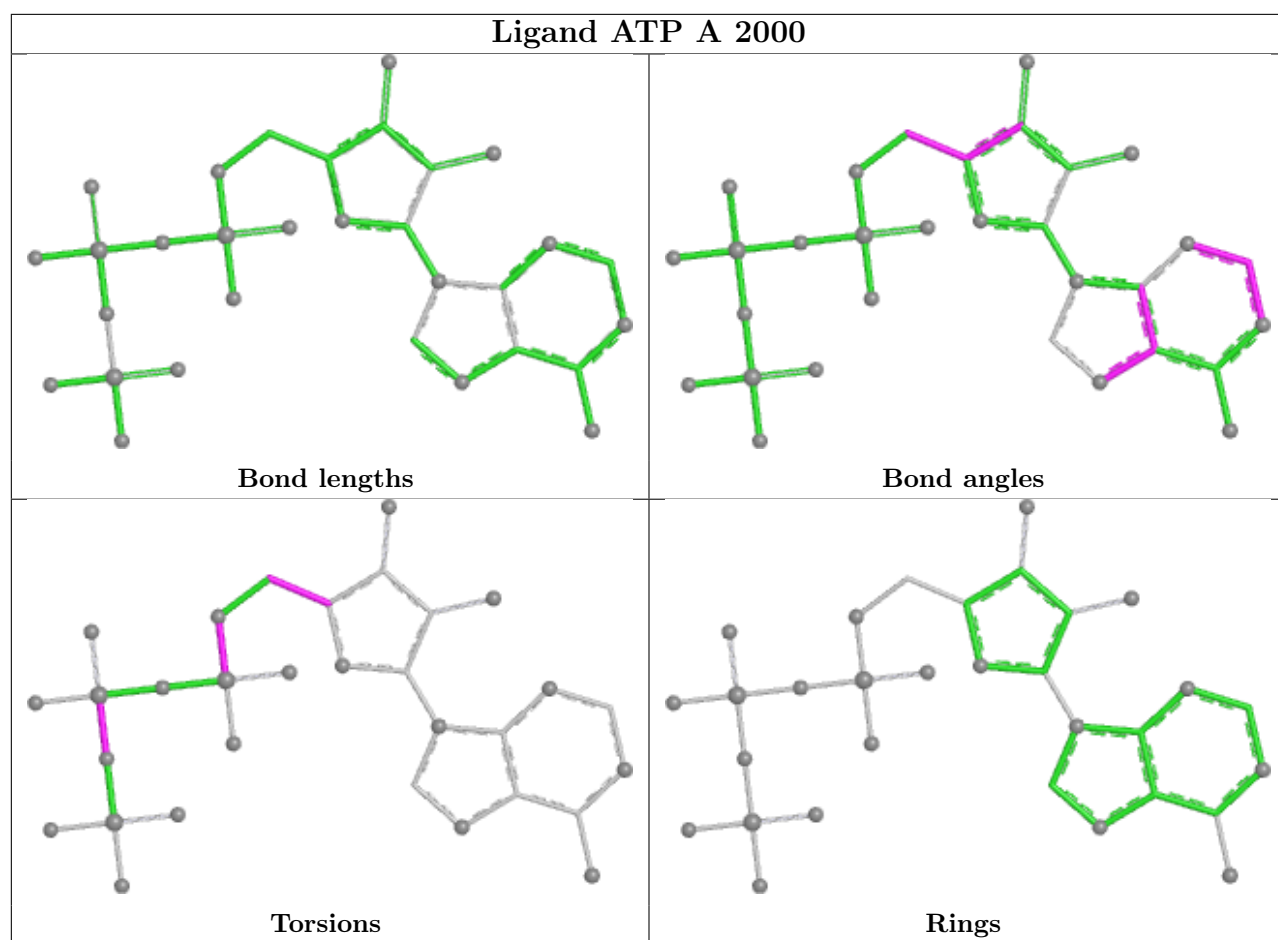 Ligand ATP A 2000
Bond lengths
Bond angles
Torsions
Rings